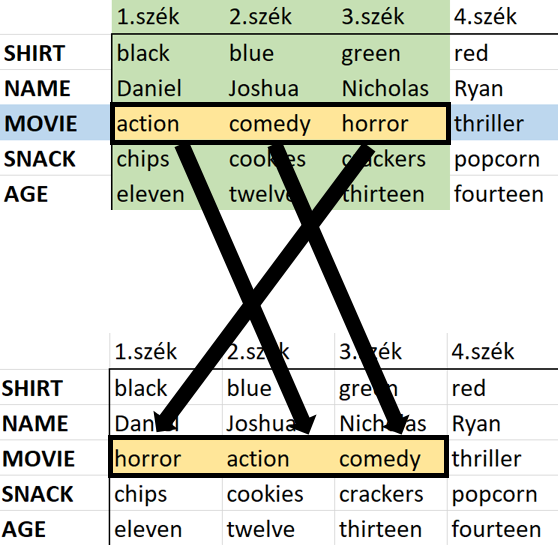 1.szék 2.szék 3.szék 4.szék
SHIRT black blue green red
NAME Daniel Joshua Nicholas Ryan
MOVIE action comedy horror thriller
SNACK chips cookies crackers popcorn
AGE eleven twelve thirteen fourteen
1.szék 2.szék 3.szék 4.szék
SHIRT black blue green red
NAME Daniel Joshua Nicholas Ryan
MOVIE horror action comedy thriller
SNACK chips cookies crackers popcorn
AGE eleven twelve thirteen fourteen